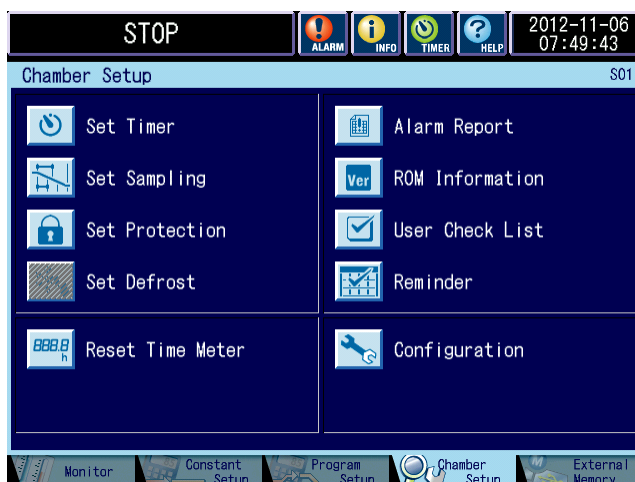 STOP
ALARM
INFO
TIMER
HELP
2012-11-06
07:49:43
Chamber Setup
S01
Set Timer
Alarm Report
Set Sampling
Ver
ROM Information
Set Protection
User Check List
Set Defrost
Reminder
888.8
h
Reset Time Meter
Configuration
Monitor
Constant
Setup
Program
Setup
Chamber
Setup
External
Memory